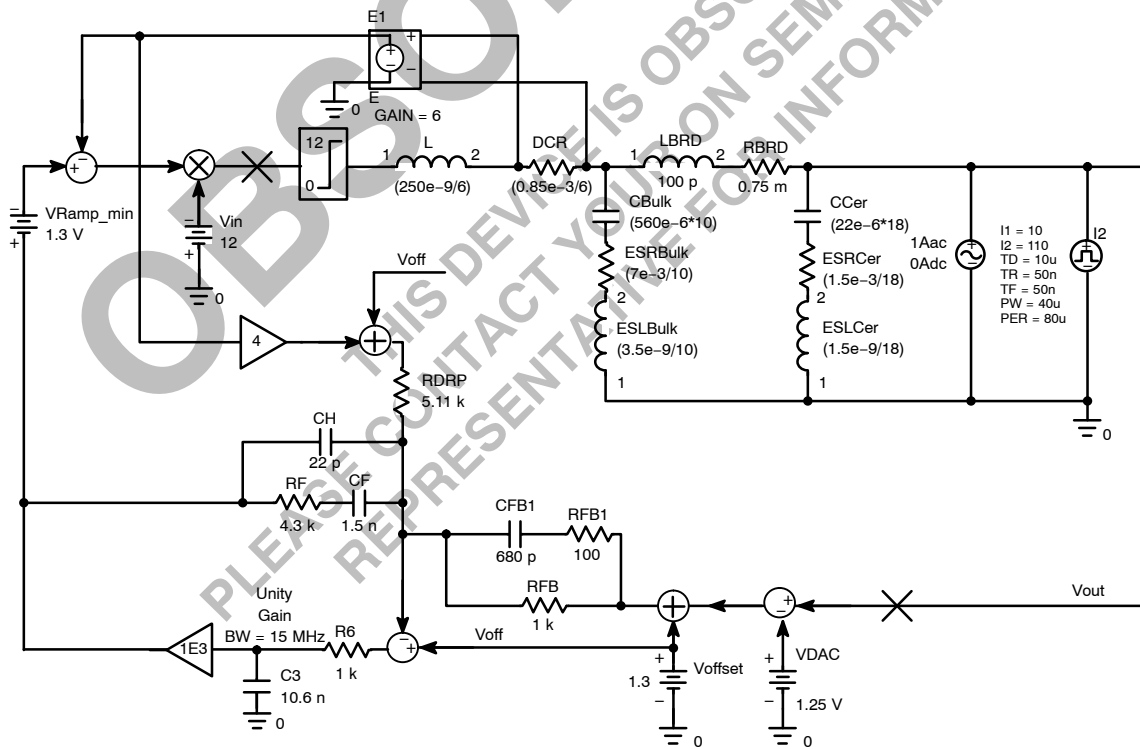 E1
+
+
−
−
E
0
GAIN = 6
12
0
L
1 2
(250e−9/6)
DCR
(0.85e−3/6)
LBRD
1 2
100 p
RBRD
0.75 m
−
+
−
VRamp_min
+
1.3 V
−
Vin
12
+
0
CBulk
(560e−6*10)
ESRBulk
(7e−3/10)
2
ESLBulk
(3.5e−9/10)
1
CCer
(22e−6*18)
ESRCer
(1.5e−3/18)
2
ESLCer
(1.5e−9/18)
1
1Aac
0Adc
+
−
I1 = 10
I2 = 110
TD = 10u
TR = 50n
TF = 50n
PW = 40u
PER = 80u
I2
0
Voff
4
+
RDRP
5.11 k
CH
22 p
RF
4.3 k
CF
1.5 n
CFB1
680 p
RFB1
100
RFB
1 k
Unity
Gain
BW = 15 MHz
1E3
R6
1 k
C3
10.6 n
0
−
+
Voff
+
+
Voffset
1.3
−
0
+
−
VDAC
+
1.25 V
−
0
Vout
OBSO
THIS DEVICE IS OBSO
PLEASE CONTACT YOUR ON SEM
REPRESENTATIVE FOR INFORM